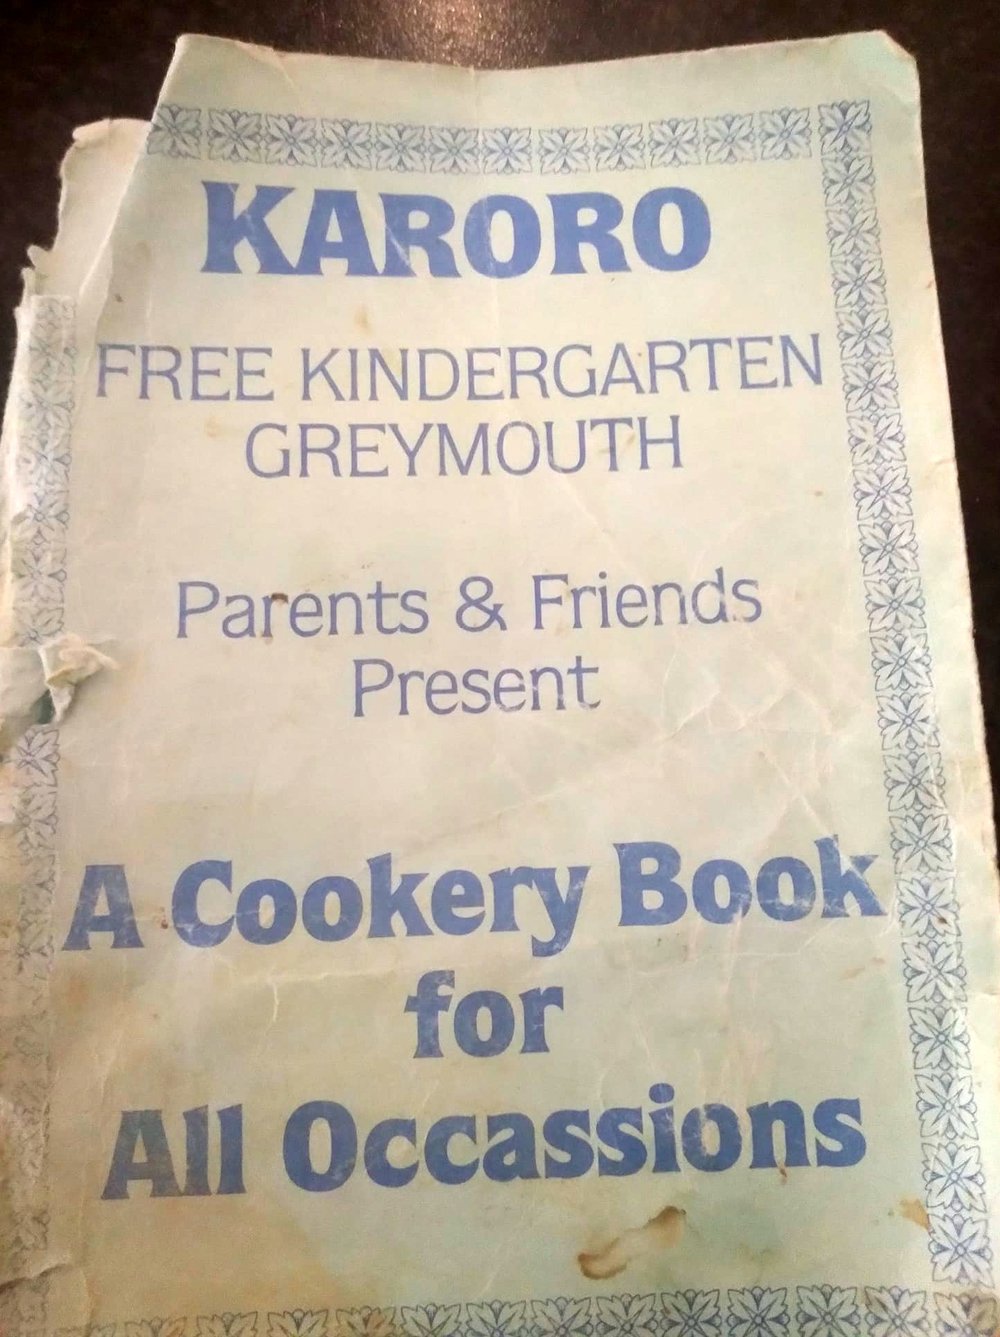 KARORO
FREE KINDERGARTEN
GREYMOUTH
Parents & Friends
Present
A Cookery Book
for
All Occassions